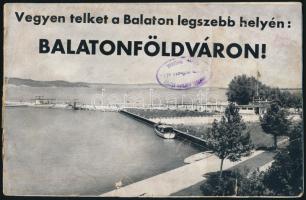 Vegyen telket a Balaton legszebb helyén:
BALATONFÖLDVÁRON!